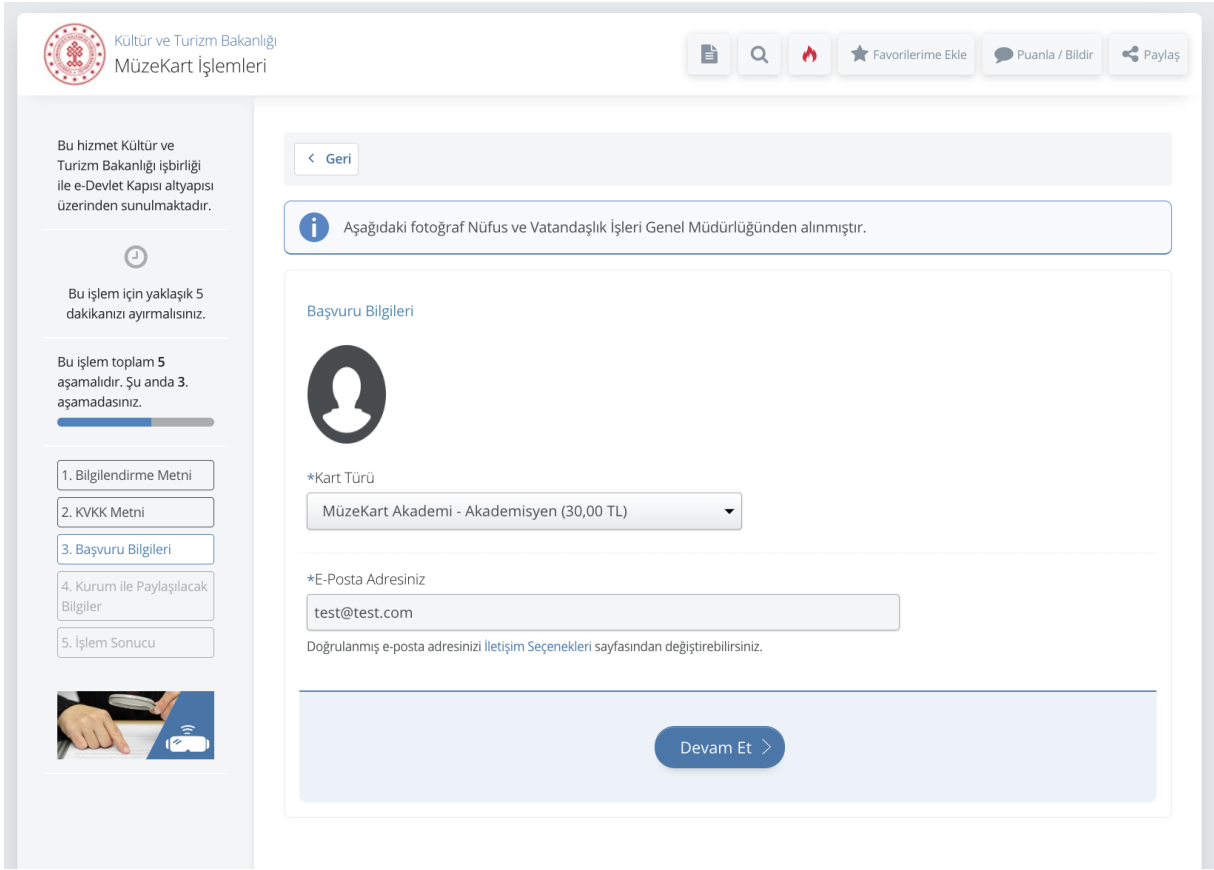 Kültür ve Turizm Bakanlığı
MüzeKart İşlemleri
Favorilerime Ekle
Puanla / Bildir
Paylaş
Bu hizmet Kültür ve
Turizm Bakanlığı işbirliği
ile e-Devlet Kapısı altyapısı
üzerinden sunulmaktadır.
Bu işlem için yaklaşık 5
dakikanızı ayırmalısınız.
Bu işlem toplam 5
aşamalıdır. Şu anda 3.
aşamadasınız.
1. Bilgilendirme Metni
2. KVKK Metni
3. Başvuru Bilgileri
4. Kurum ile Paylaşılacak
Bilgiler
5. İşlem Sonucu
Geri
Aşağıdaki fotoğraf Nüfus ve Vatandaşlık İşleri Genel Müdürlüğünden alınmıştır.
Başvuru Bilgileri
*Kart Türü
MüzeKart Akademi - Akademisyen (30,00 TL)
*E-Posta Adresiniz
test@test.com
Doğrulanmış e-posta adresinizi İletişim Seçenekleri sayfasından değiştirebilirsiniz.
Devam Et